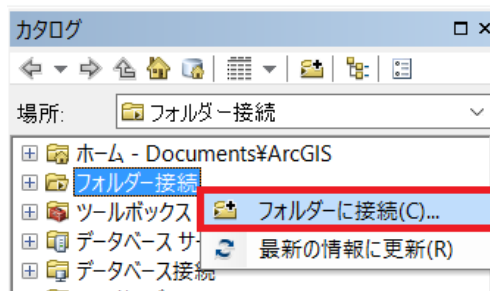 カタログ
場所: フォルダー接続
ホーム - Documents¥ArcGIS
フォルダー接続
ツールボックス
フォルダーに接続(C)...
データベース サー
最新の情報に更新(R)
データベース接続